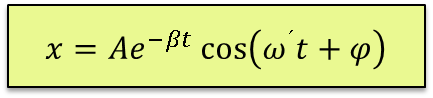 x = Ae^{-βt} cos(ω′t + φ)